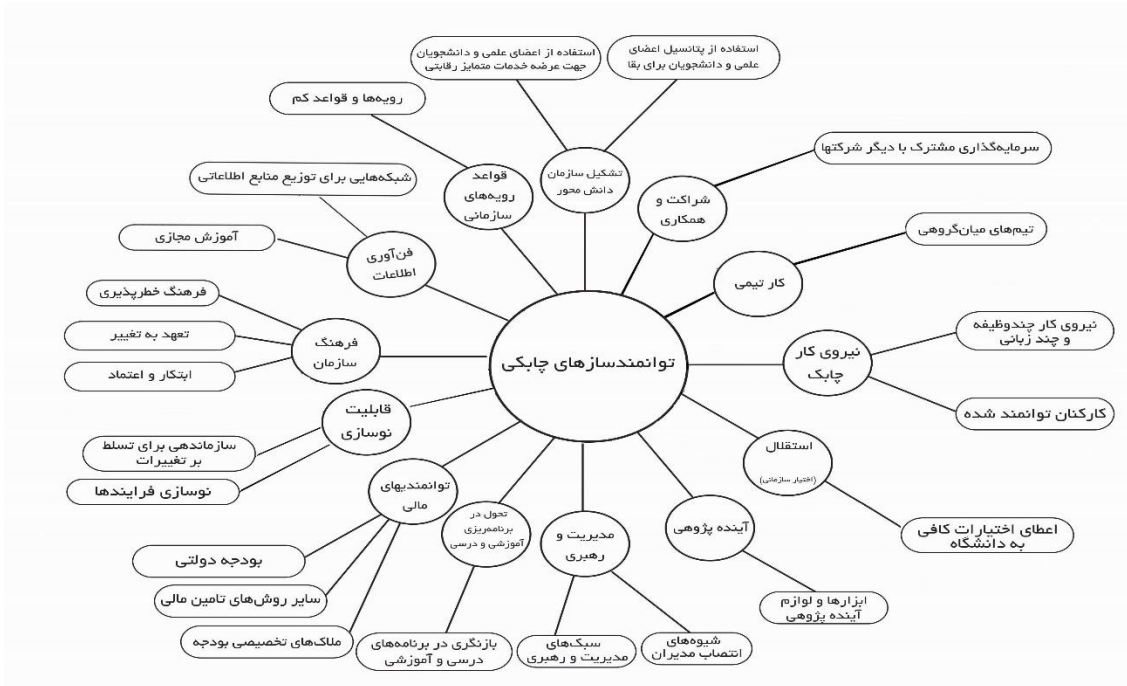 استفاده از پتانسیل اعضای
علمی و دانشجویان برای بقا
استفاده از اعضای علمی و دانشجویان
جهت عرضه خدمات متمایز رقابتی
رویه‌ها و قواعد کم
سرمایه‌گذاری مشترک با دیگر شرکتها
تشکیل سازمان
دانش محور
قواعد
رویه‌های
سازمانی
شراکت و
همکاری
شبکه‌هایی برای توزیع منابع اطلاعاتی
تیم‌های میان‌گروهی
آموزش مجازی
فن‌آوری
اطلاعات
کار تیمی
فرهنگ خطرپذیری
تعهد به تغییر
ابتکار و اعتماد
فرهنگ
سازمان
توانمندسازهای چابکی
نیروی کار
چابک
نیروی کار چندوظیفه
و چند زبانی
کارکنان توانمند شده
قابلیت
نوسازی
سازماندهی برای تسلط
بر تغییرات
نوسازی فرایندها
استقلال
(اختیار سازمانی)
اعطای اختیارات کافی
به دانشگاه
توانمندیهای
مالی
بودجه دولتی
سایر روش‌های تامین مالی
ملاک‌های تخصیصی بودجه
تحول در
برنامه‌ریزی
آموزشی و درسی
بازنگری در برنامه‌های
درسی و آموزشی
مدیریت و
رهبری
سبک‌های
مدیریت و رهبری
شیوه‌های
انتصاب مدیران
آینده پژوهی
ابزارها و لوازم
آینده پژوهی